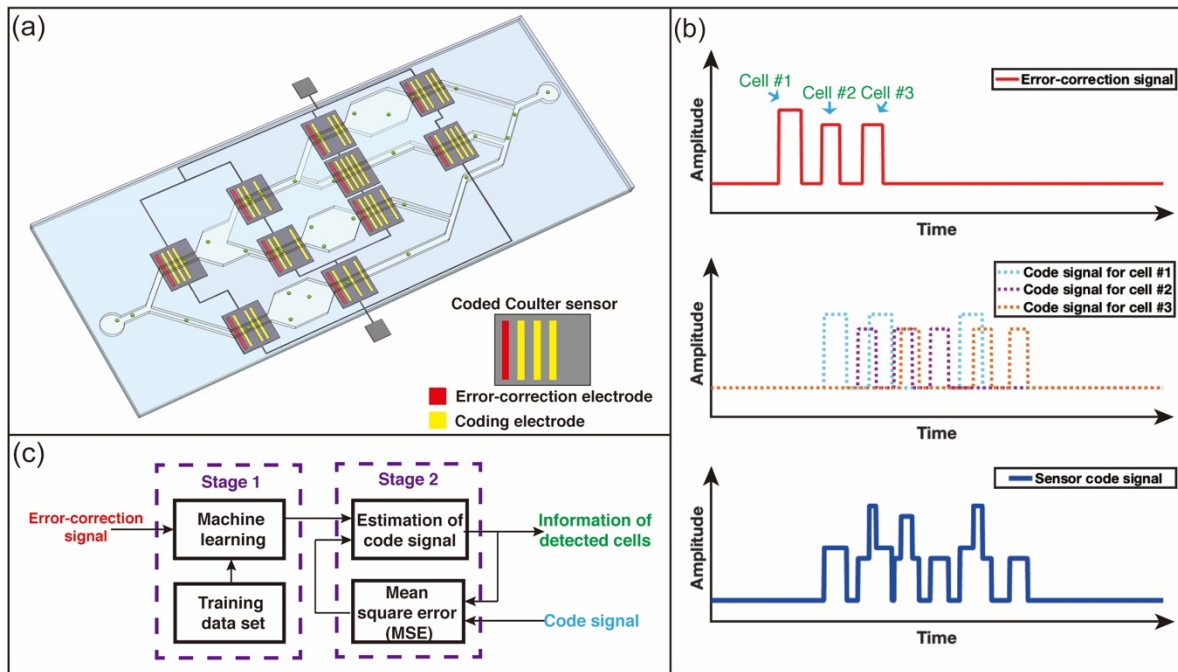 (a)
Coded Coulter sensor
Error-correction electrode
Coding electrode
(b)
Error-correction signal
Cell #1
Cell #2
Cell #3
Amplitude
Time
Code signal for cell #1
Code signal for cell #2
Code signal for cell #3
Amplitude
Time
Sensor code signal
Amplitude
Time
(c)
Stage 1
Stage 2
Error-correction
signal
Machine
learning
Training
data set
Estimation of
code signal
Mean
square error
(MSE)
Information of
detected cells
Code signal